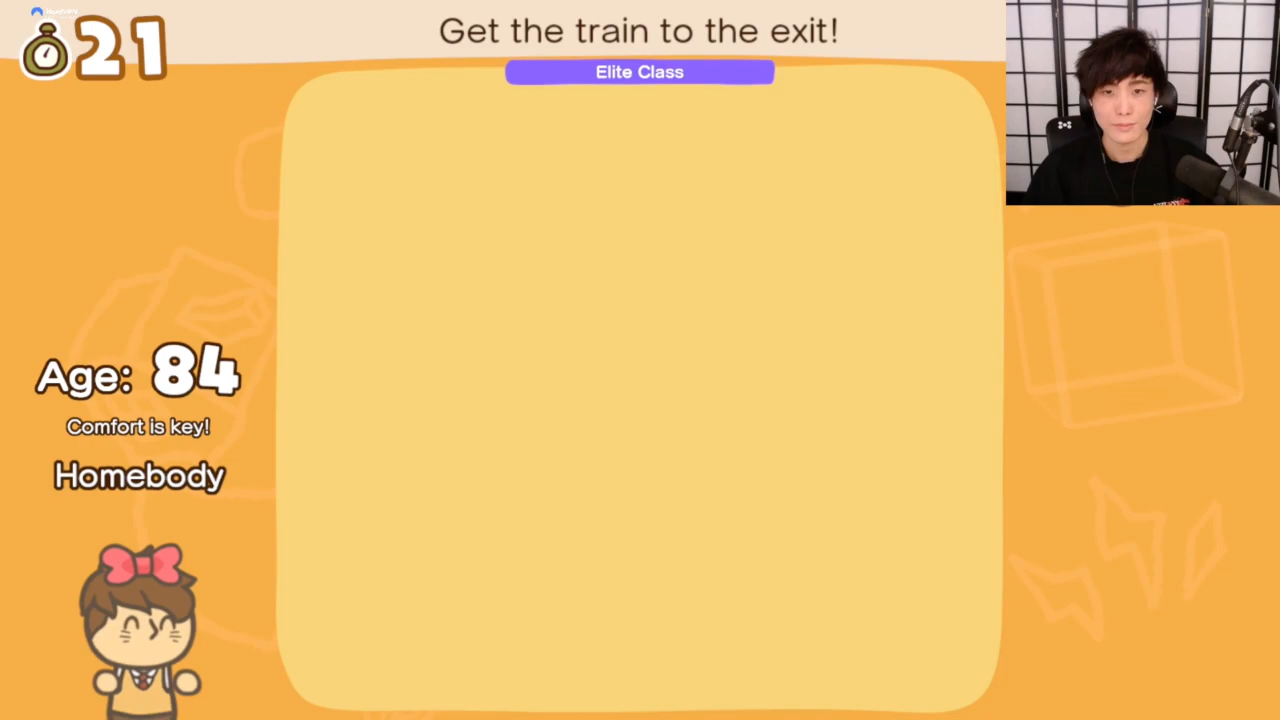 21
Get the train to the exit!
Elite Class
Age: 84
Comfort is key!
Homebody